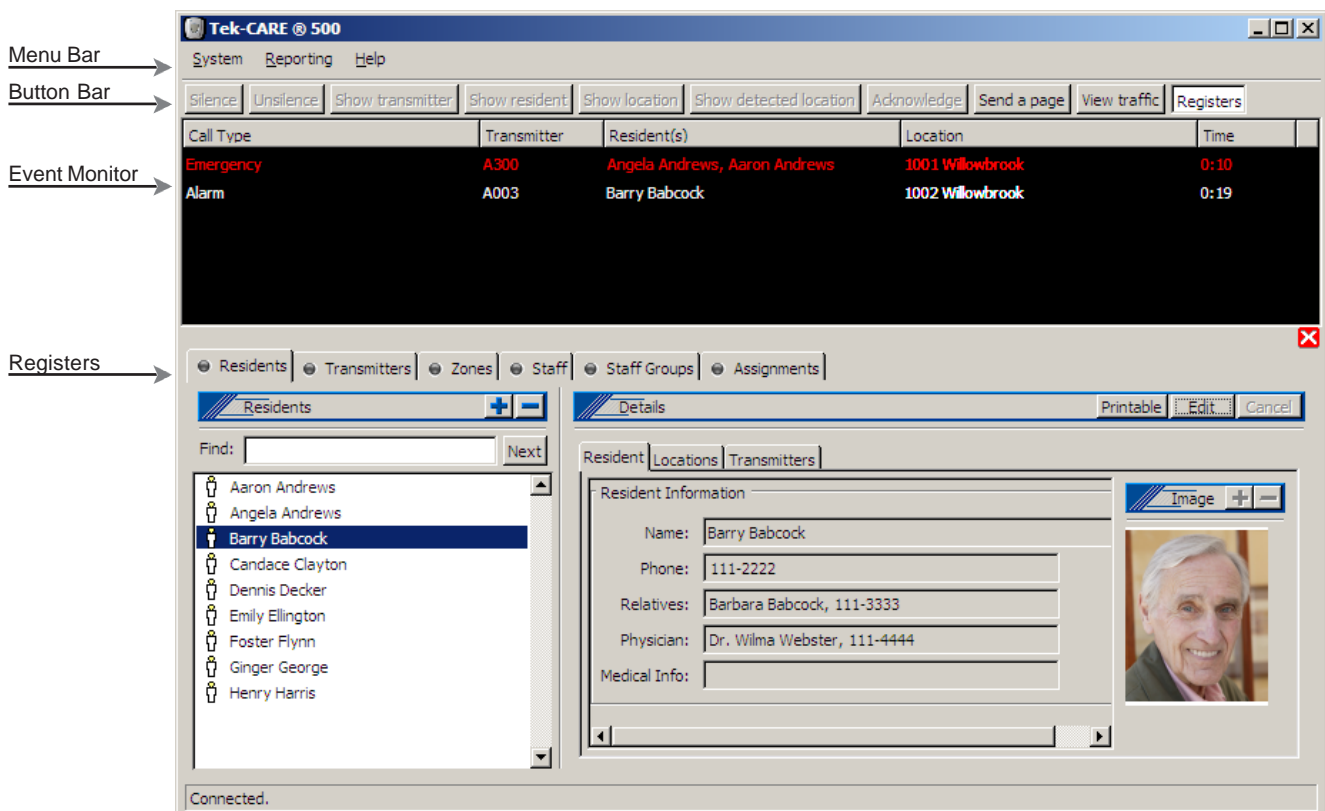 Tek-CARE ® 500
Menu Bar
System Reporting Help
Button Bar
Silence Unsilence Show transmitter Show resident Show location Show detected location Acknowledge Send a page View traffic Registers
Call Type Transmitter Resident(s) Location Time
Event Monitor
Emergency A300 Angela Andrews, Aaron Andrews 1001 Willowbrook 0:10
Alarm A003 Barry Babcock 1002 Willowbrook 0:19
Registers
Residents Transmitters Zones Staff Staff Groups Assignments
Residents
Find: Next
Aaron Andrews
Angela Andrews
Barry Babcock
Candace Clayton
Dennis Decker
Emily Ellington
Foster Flynn
Ginger George
Henry Harris
Details Printable Edit Cancel
Resident Locations Transmitters
Resident Information
Name: Barry Babcock
Phone: 111-2222
Relatives: Barbara Babcock, 111-3333
Physician: Dr. Wilma Webster, 111-4444
Medical Info:
Image
Connected.